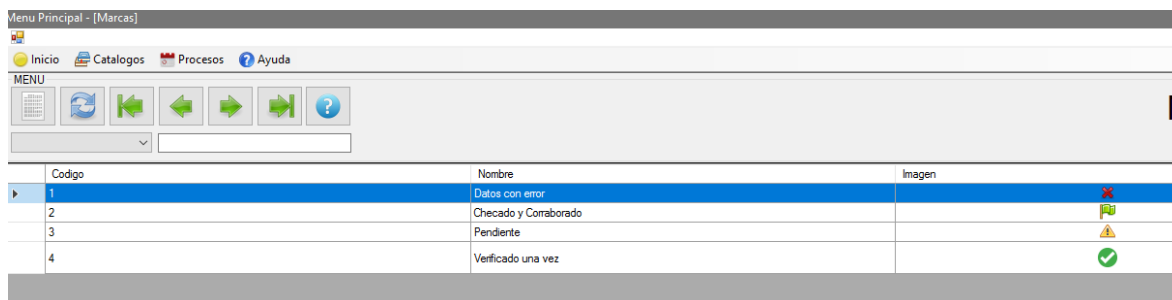 Menu Principal - [Marcas]
Inicio Catalogos Procesos Ayuda
MENU
Codigo Nombre Imagen
1 Datos con error
2 Checado y Corraborado
3 Pendiente
4 Verificado una vez